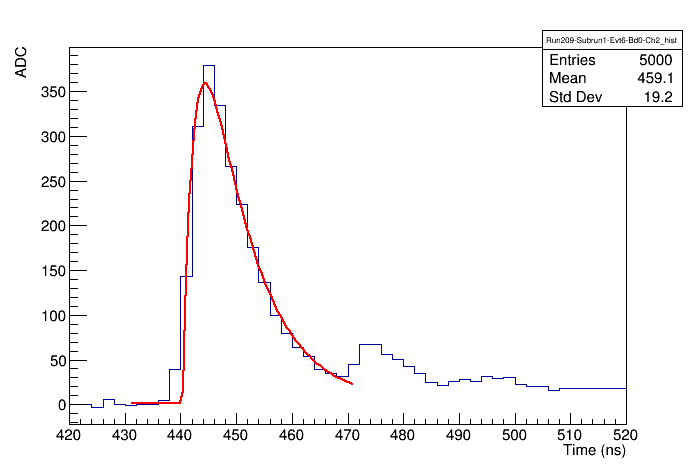 Run209-Subrun1-Evt6-Bd0-Ch2_hist
Entries 5000
Mean 459.1
Std Dev 19.2
ADC
350
300
250
200
150
100
50
0
420 430 440 450 460 470 480 490 500 510 520
Time (ns)